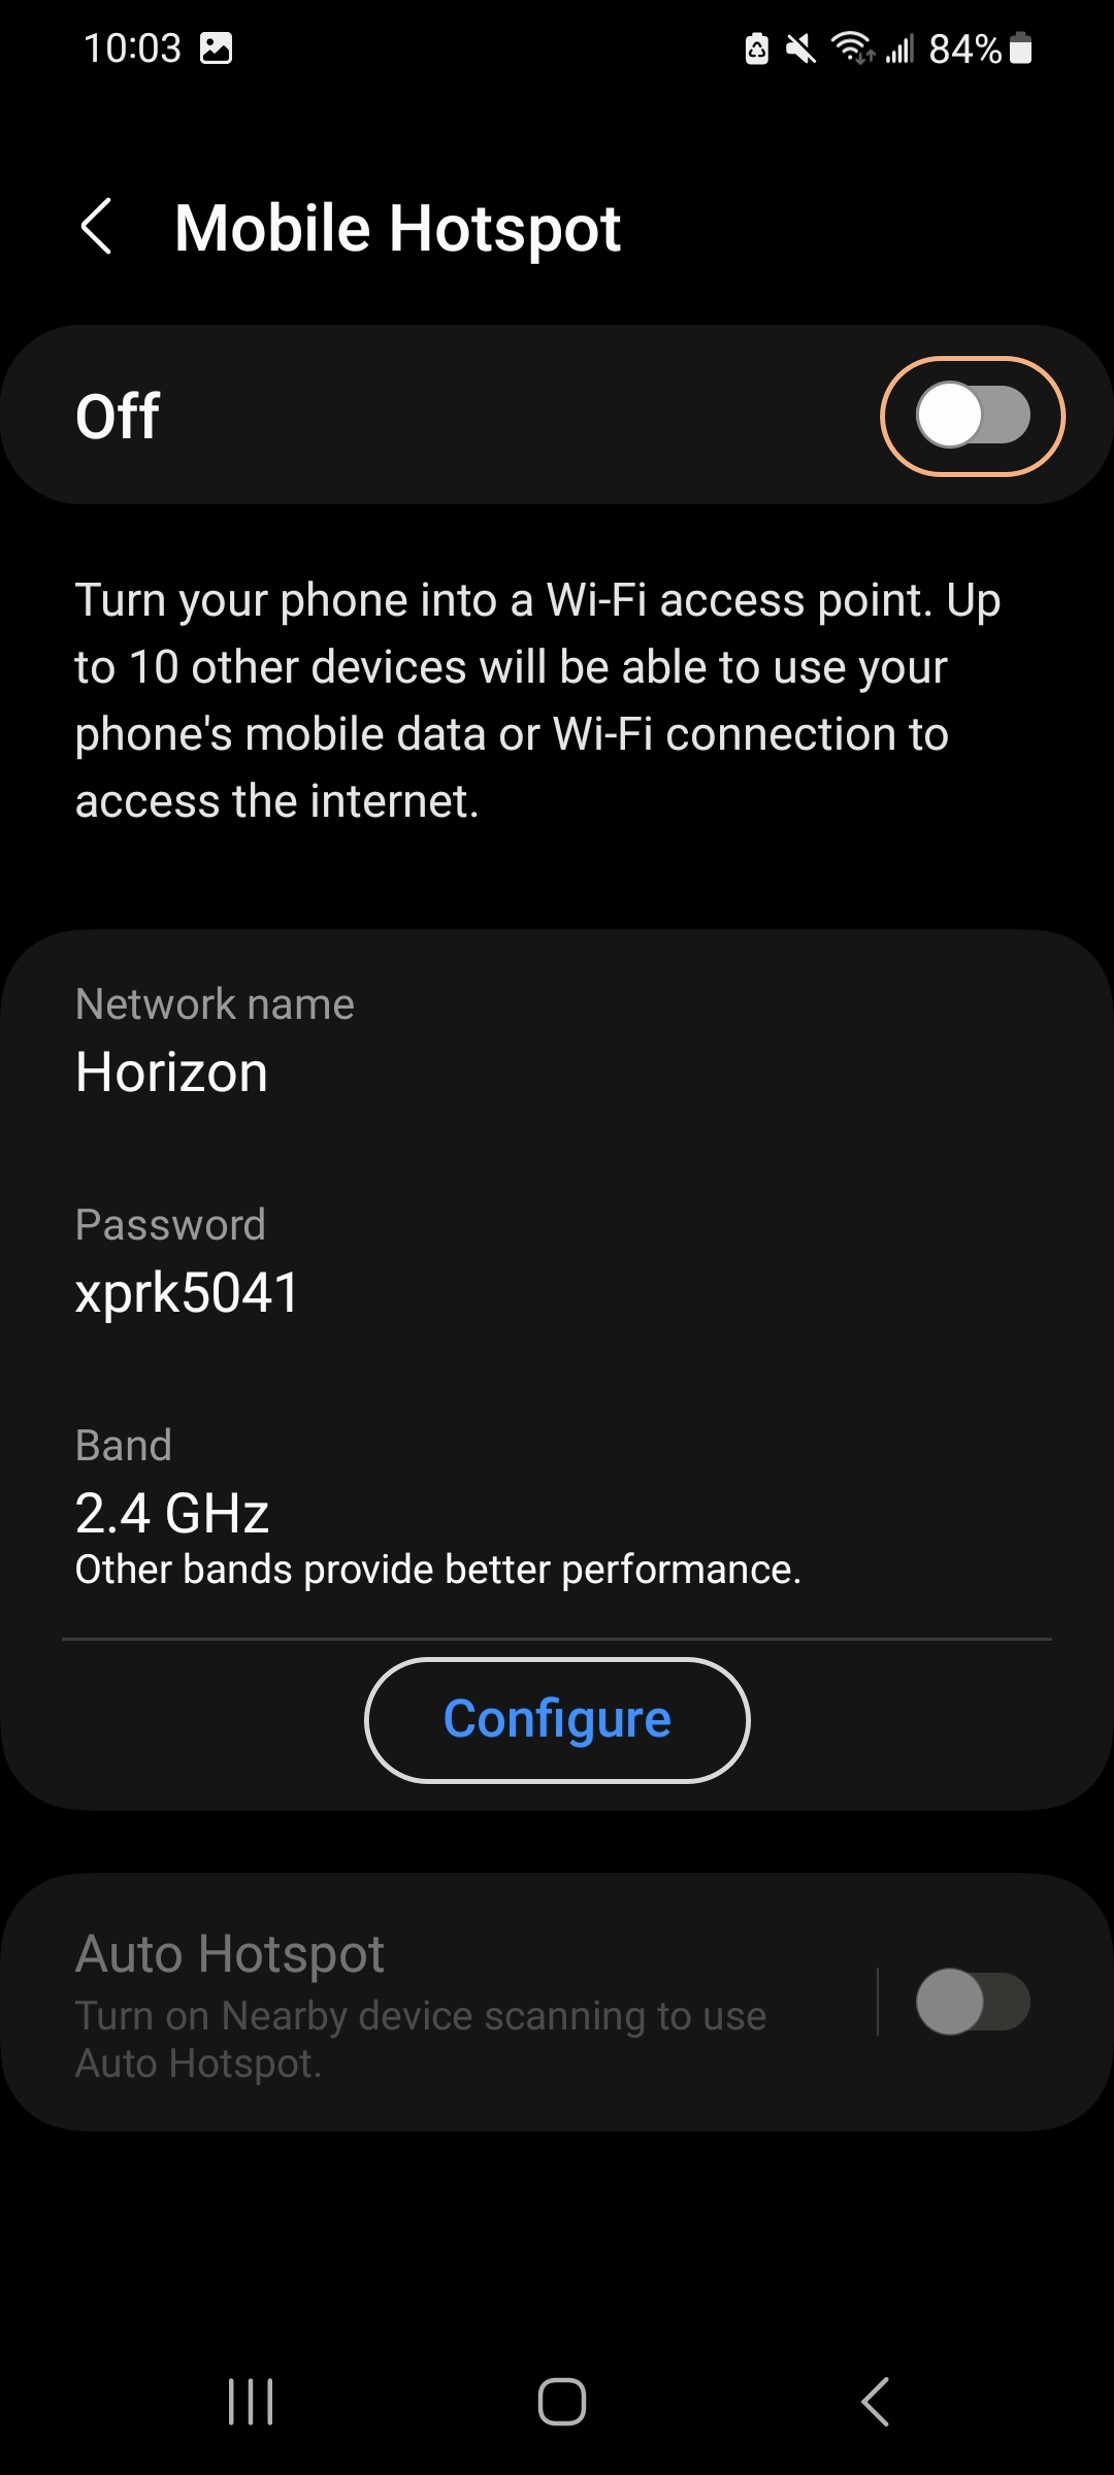 10:03
84%
Mobile Hotspot
Off
Turn your phone into a Wi-Fi access point. Up
to 10 other devices will be able to use your
phone's mobile data or Wi-Fi connection to
access the internet.
Network name
Horizon
Password
xprk5041
Band
2.4 GHz
Other bands provide better performance.
Configure
Auto Hotspot
Turn on Nearby device scanning to use
Auto Hotspot.